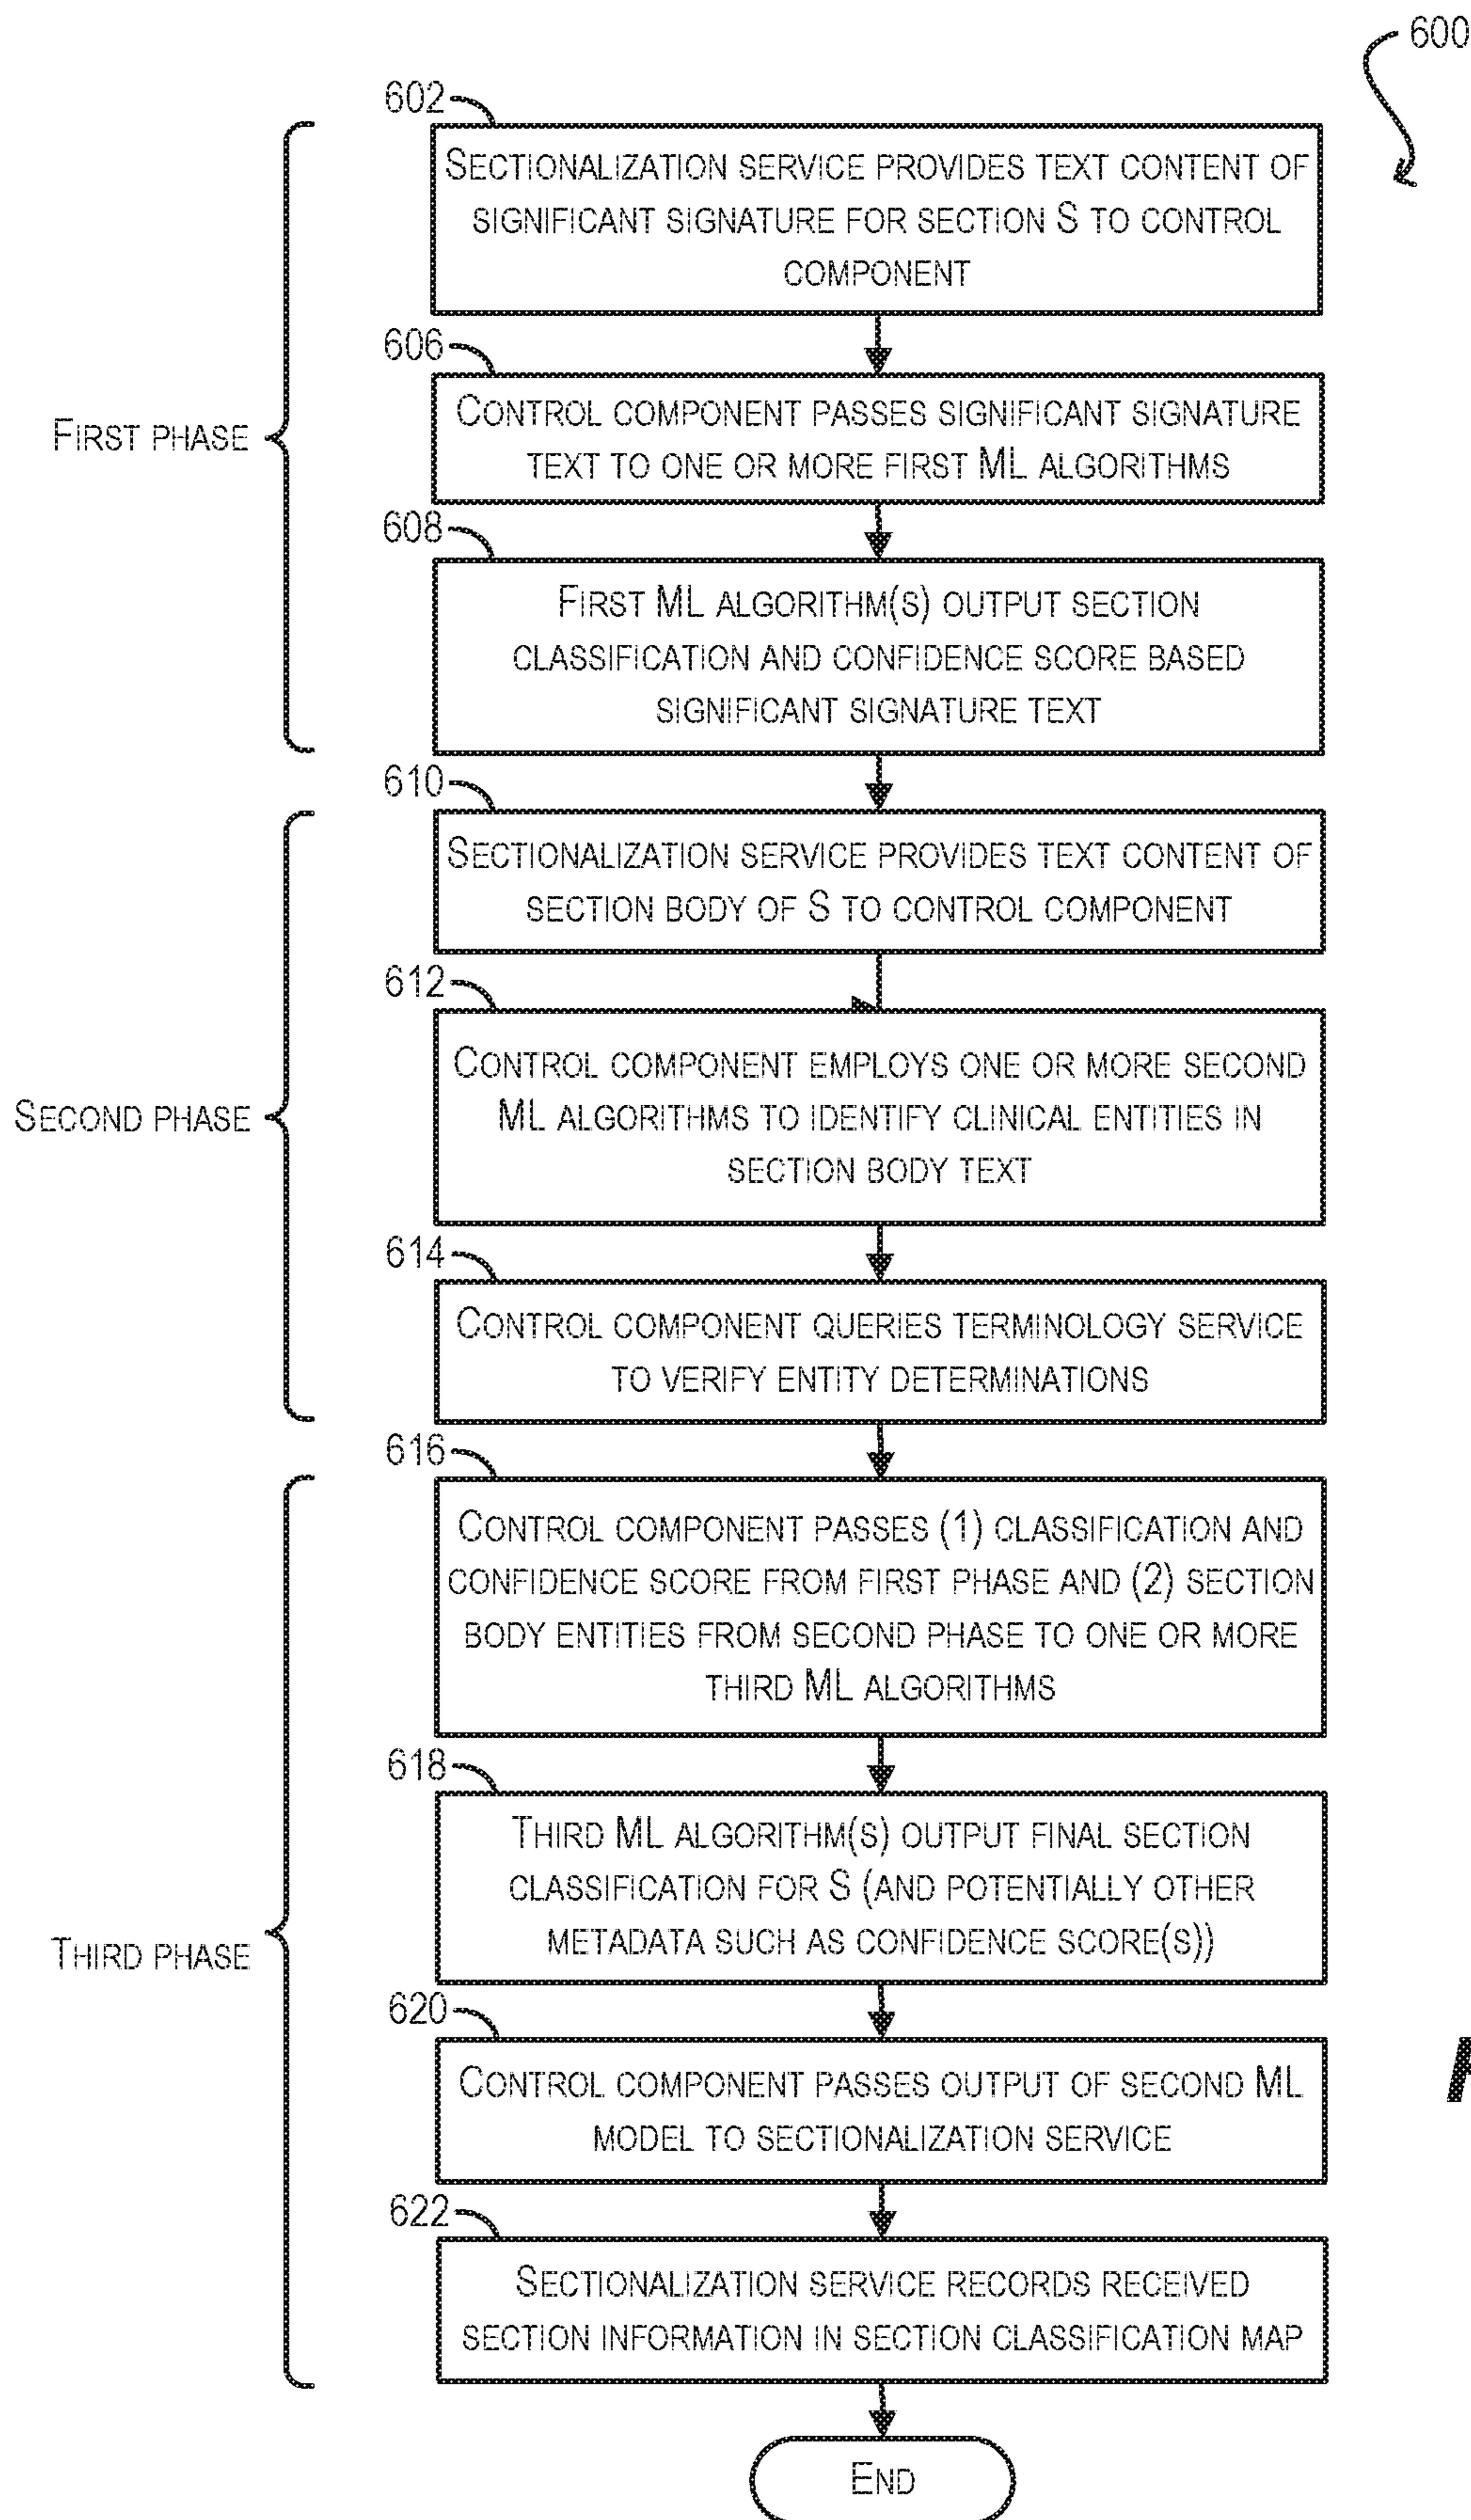 600
602
SECTIONALIZATION SERVICE PROVIDES TEXT CONTENT OF
SIGNIFICANT SIGNATURE FOR SECTION S TO CONTROL
COMPONENT
606
CONTROL COMPONENT PASSES SIGNIFICANT SIGNATURE
TEXT TO ONE OR MORE FIRST ML ALGORITHMS
FIRST PHASE
608
FIRST ML ALGORITHM(S) OUTPUT SECTION
CLASSIFICATION AND CONFIDENCE SCORE BASED
SIGNIFICANT SIGNATURE TEXT
610
SECTIONALIZATION SERVICE PROVIDES TEXT CONTENT OF
SECTION BODY OF S TO CONTROL COMPONENT
612
CONTROL COMPONENT EMPLOYS ONE OR MORE SECOND
ML ALGORITHMS TO IDENTIFY CLINICAL ENTITIES IN
SECTION BODY TEXT
SECOND PHASE
614
CONTROL COMPONENT QUERIES TERMINOLOGY SERVICE
TO VERIFY ENTITY DETERMINATIONS
616
CONTROL COMPONENT PASSES (1) CLASSIFICATION AND
CONFIDENCE SCORE FROM FIRST PHASE AND (2) SECTION
BODY ENTITIES FROM SECOND PHASE TO ONE OR MORE
THIRD ML ALGORITHMS
618
THIRD ML ALGORITHM(S) OUTPUT FINAL SECTION
CLASSIFICATION FOR S (AND POTENTIALLY OTHER
METADATA SUCH AS CONFIDENCE SCORE(S))
THIRD PHASE
620
CONTROL COMPONENT PASSES OUTPUT OF SECOND ML
MODEL TO SECTIONALIZATION SERVICE
622
SECTIONALIZATION SERVICE RECORDS RECEIVED
SECTION INFORMATION IN SECTION CLASSIFICATION MAP
END